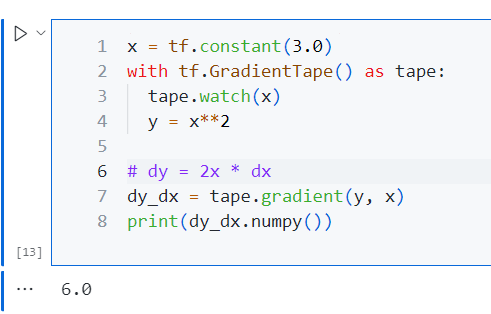 1 x = tf.constant(3.0)
2 with tf.GradientTape() as tape:
3   tape.watch(x)
4   y = x**2
5
6 # dy = 2x * dx
7 dy_dx = tape.gradient(y, x)
8 print(dy_dx.numpy())
[13]
··· 6.0